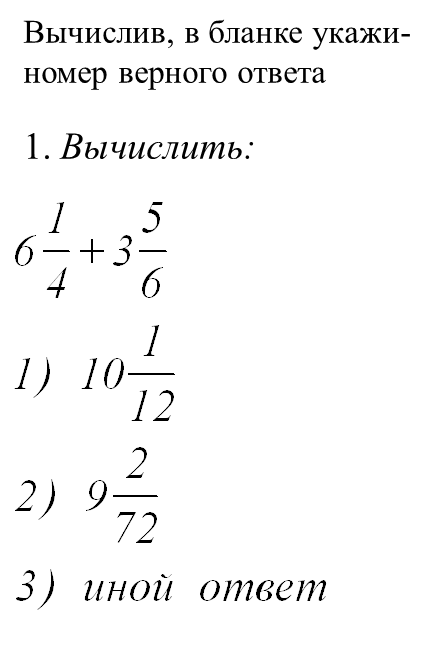 Вычислив, в бланке укажи-
номер верного ответа
1. Вычислить:
6 1/4 + 3 5/6
1) 10 1/12
2) 9 2/72
3) иной ответ